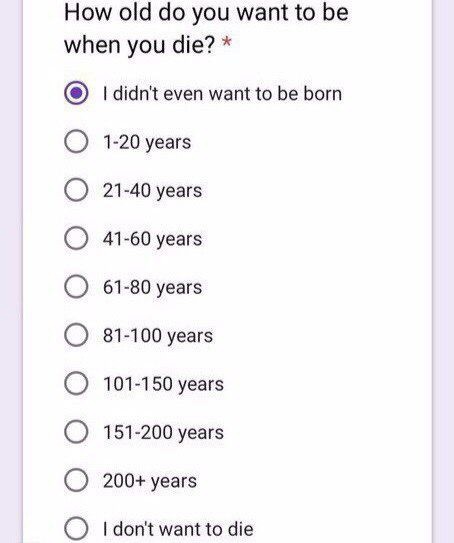 How old do you want to be
when you die? *
I didn't even want to be born
1-20 years
21-40 years
41-60 years
61-80 years
81-100 years
101-150 years
151-200 years
200+ years
I don't want to die